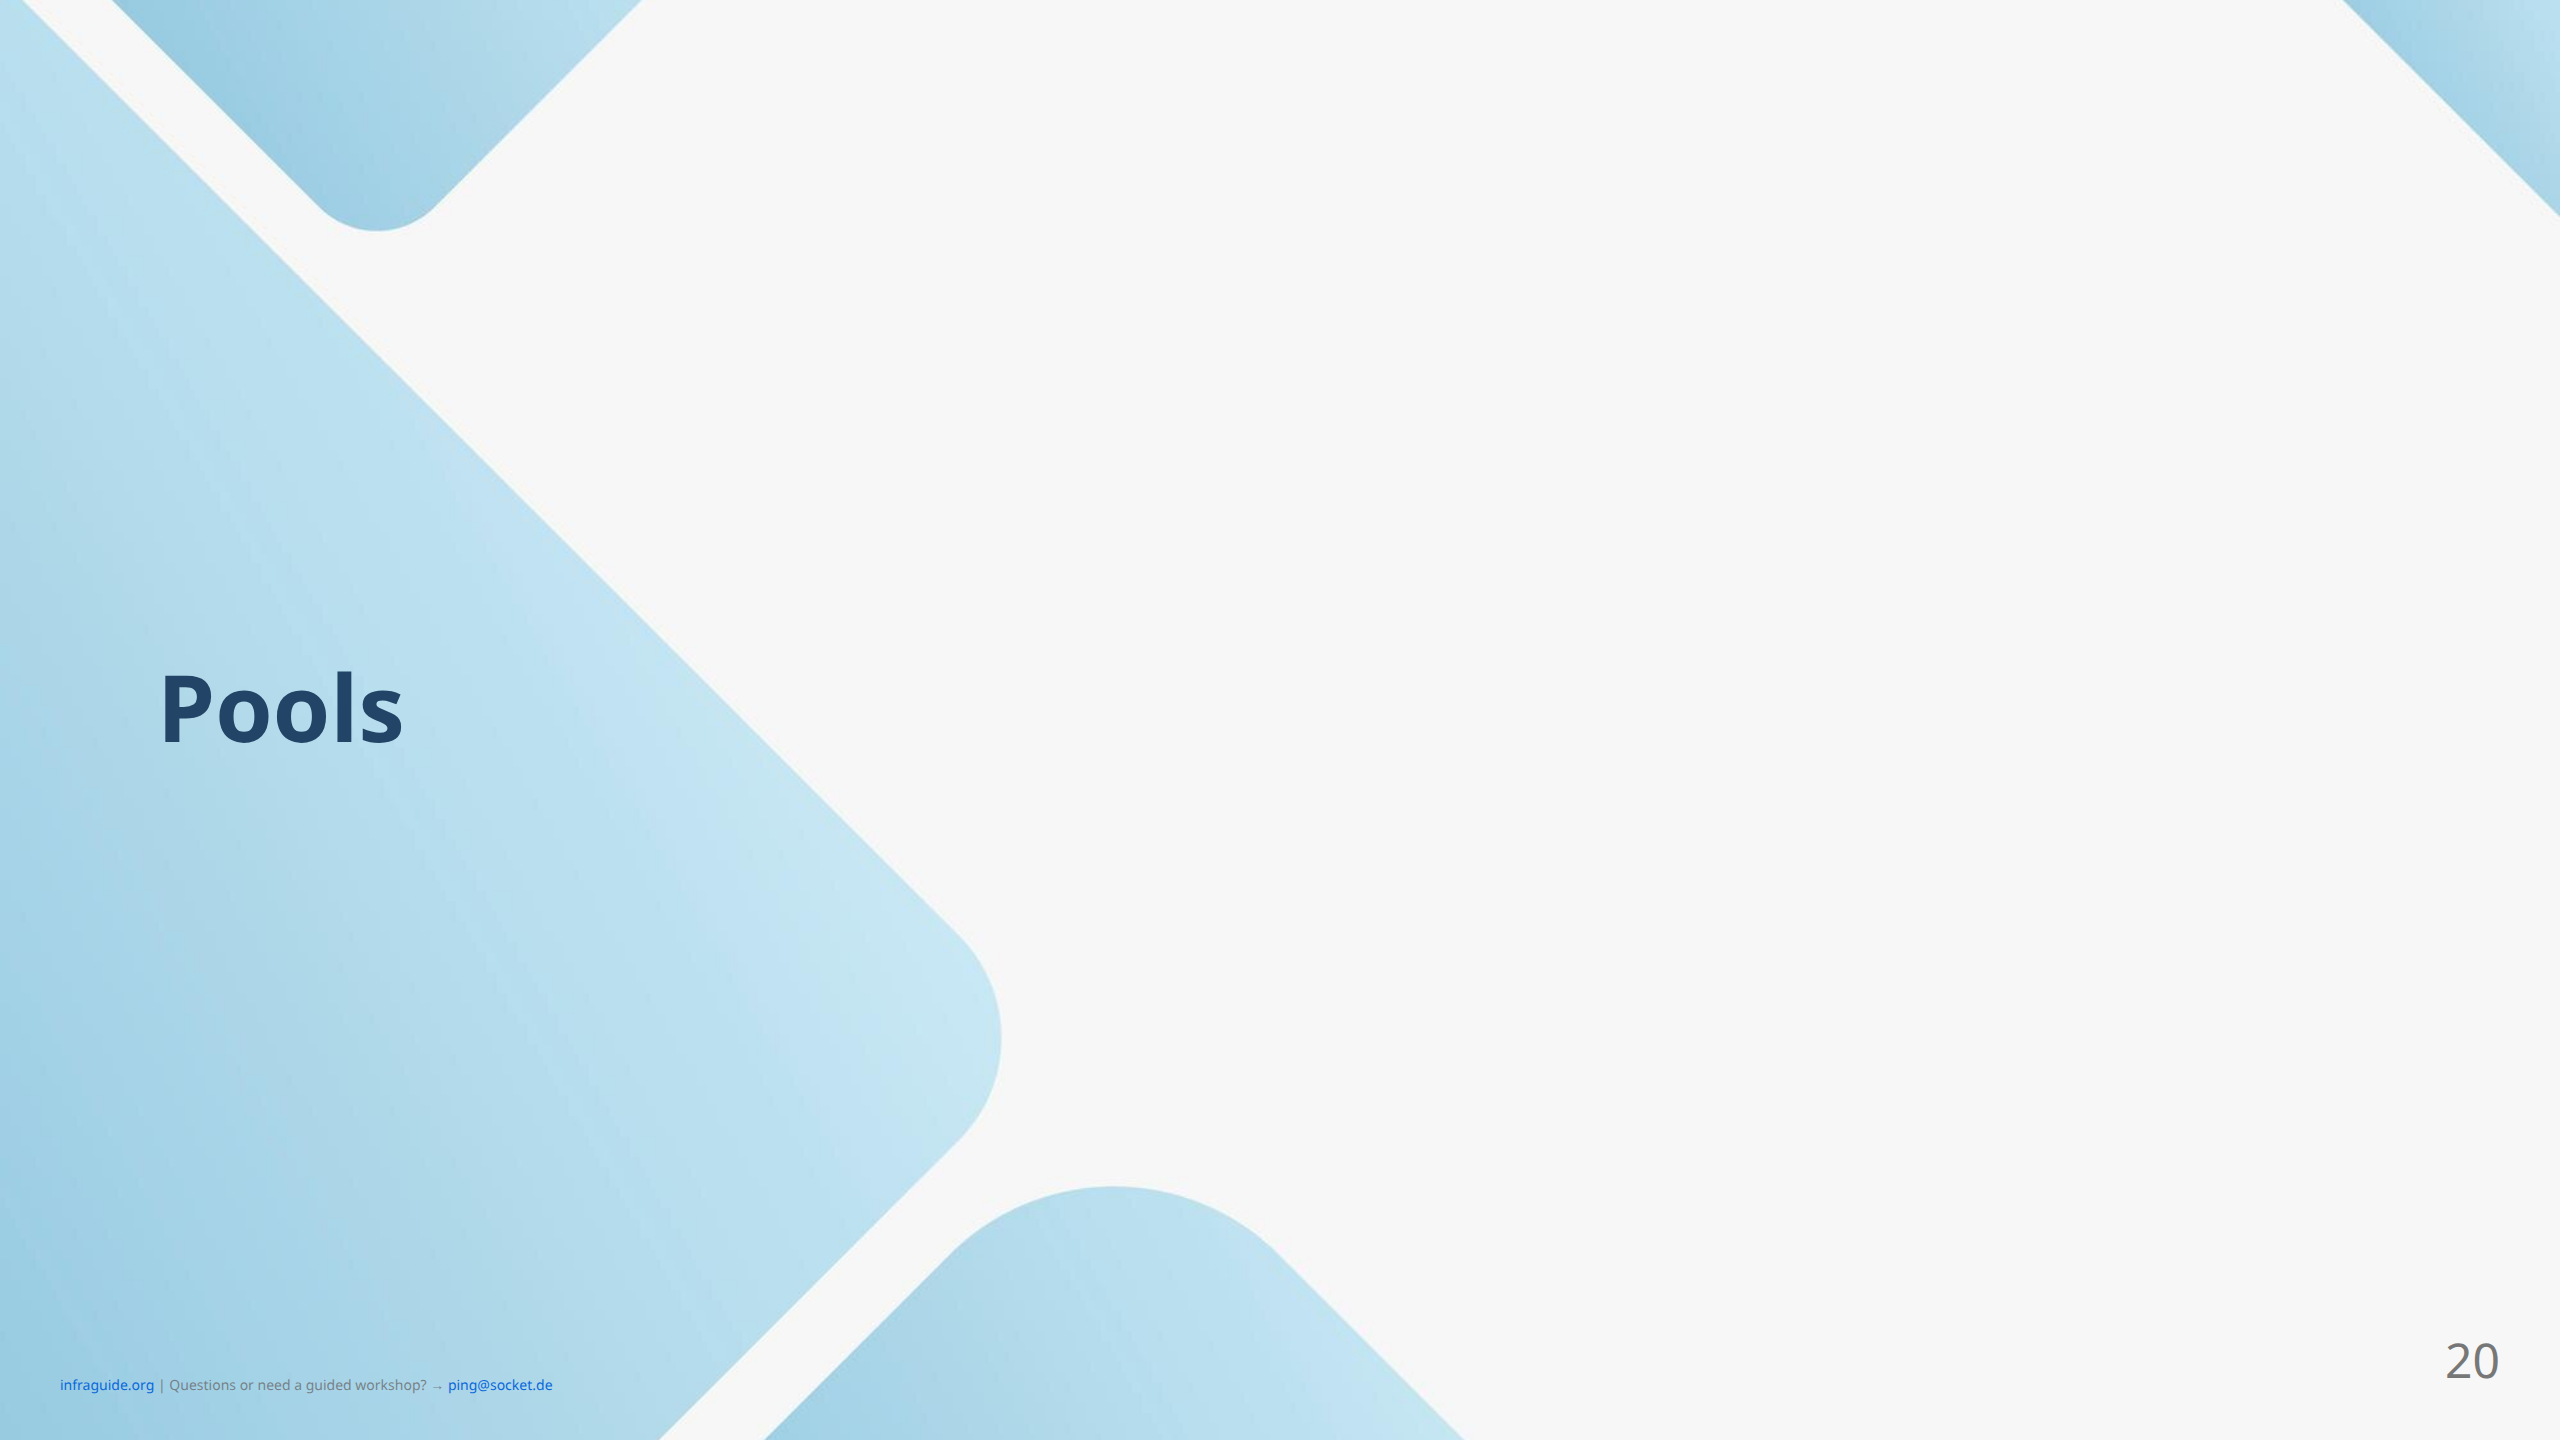 Pools
infraguide.org | Questions or need a guided workshop? → ping@socket.de
20